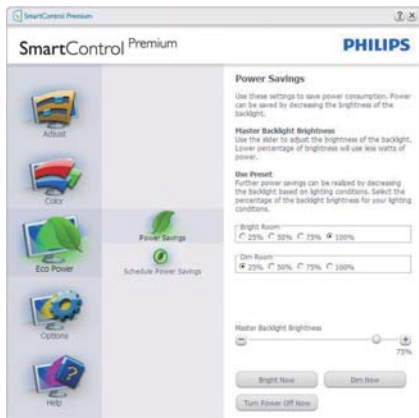 SmartControl Premium
? ×
SmartControl Premium
PHILIPS
Adjust
Color
Eco Power
Options
Help
Power Savings
Schedule Power Savings
Power Savings
Use these settings to save power consumption. Power
can be saved by decreasing the brightness of the
backlight.
Master Backlight Brightness
Use the slider to adjust the brightness of the backlight.
Lower percentage of brightness will use less watts of
power.
Use Preset
Further power savings can be realized by decreasing
the backlight based on lighting conditions. Select the
percentage of the backlight brightness for your lighting
conditions.
Bright Room
25% 50% 75% 100%
Dim Room
25% 50% 75% 100%
Master Backlight Brightness
75%
Bright Now
Dim Now
Turn Power Off Now